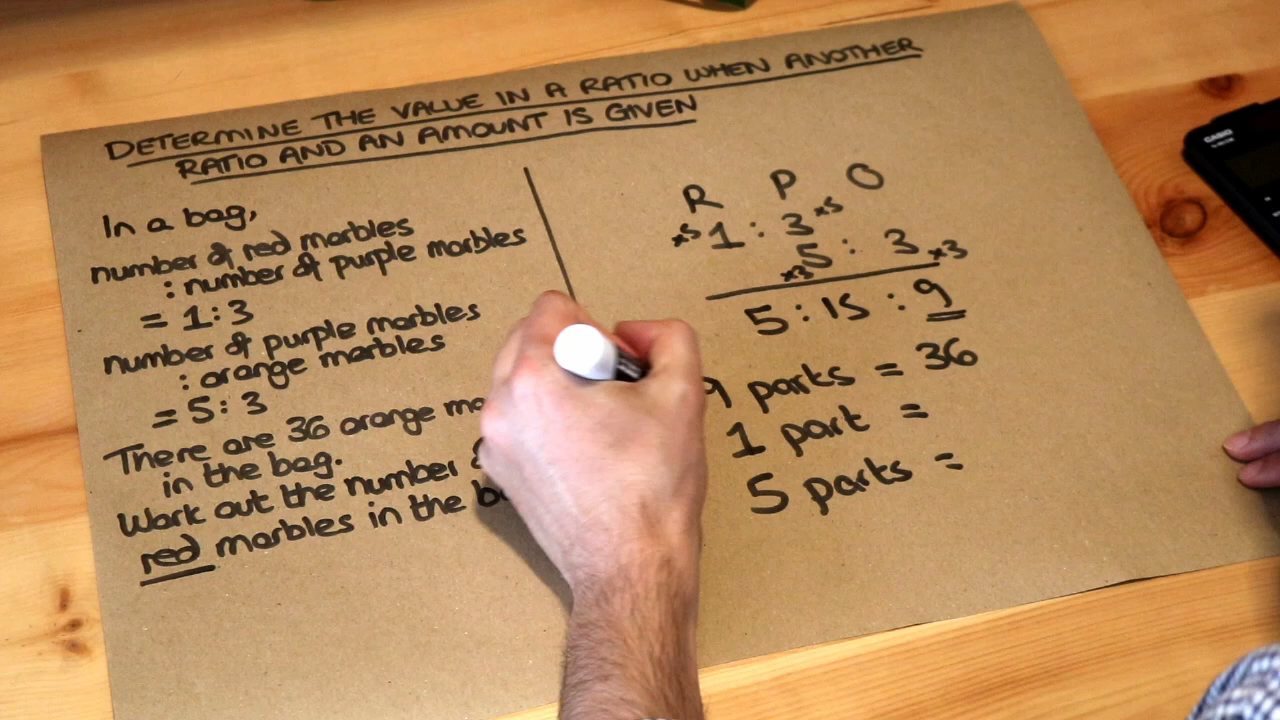 DETERMINE THE VALUE IN A RATIO WHEN ANOTHER
RATIO AND AN AMOUNT IS GIVEN
In a bag,
number of red marbles
: number of purple marbles
= 1:3
number of purple marbles
: orange marbles
= 5:3
There are 36 orange ma
in the bag.
Work out the number
red marbles in the b
R P O
×5 1 : 3 ×5
×3 5 : 3 ×3
5 : 15 : 9
9 parts = 36
1 part =
5 parts =
CASIO